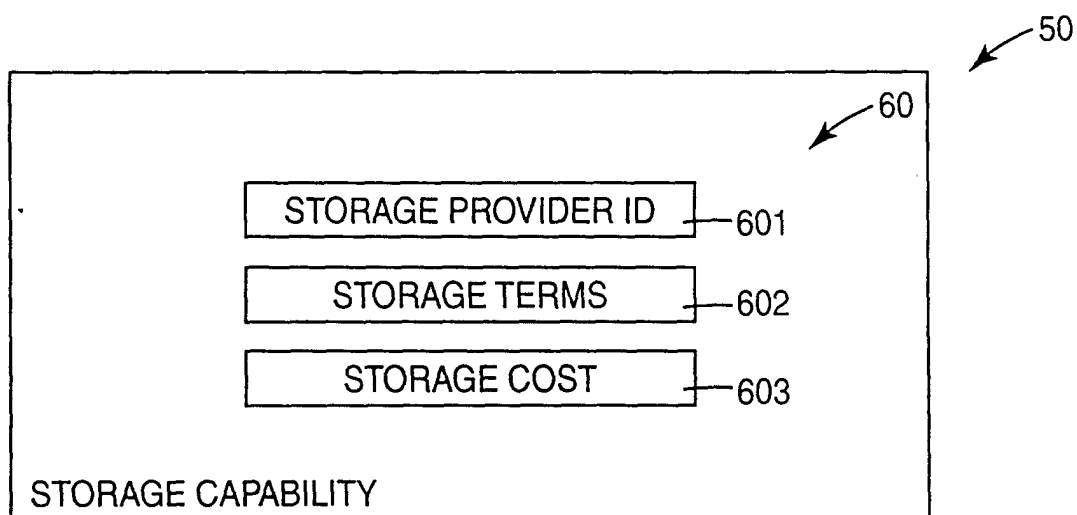 50
60
STORAGE PROVIDER ID
601
STORAGE TERMS
602
STORAGE COST
603
STORAGE CAPABILITY